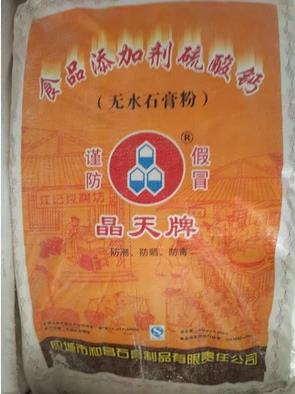 食品添加剂硫酸钙
（无水石膏粉）
®
谨防
假冒
晶天牌
防潮、防晒、防毒
应城市和昌石膏制品有限责任公司